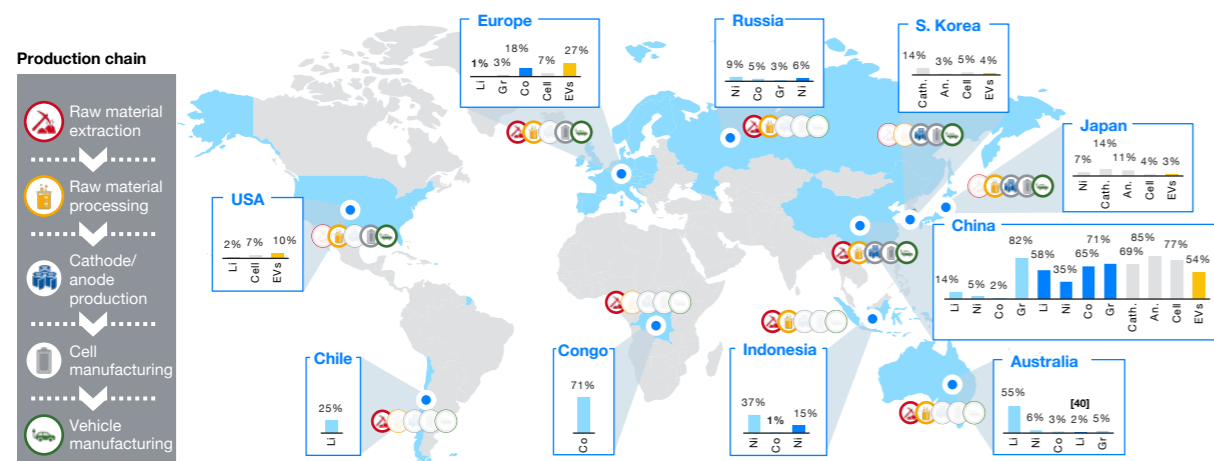 Production chain
Raw material
extraction
Raw material
processing
Cathode/
anode
production
Cell
manufacturing
Vehicle
manufacturing
USA
2% 7% 10%
Li Cell EVs
Chile
25%
Li
Europe
1% 3% 18% 7% 27%
Li Gr Co Cell EVs
Congo
71%
Co
Russia
9% 5% 3% 6%
Ni Co Gr Ni
Indonesia
37% 1% 15%
Ni Co Ni
S. Korea
14% 3% 5% 4%
Cath. An. Cell EVs
Japan
7% 14% 11% 4% 3%
Ni Cath. An. Cell EVs
China
14% 5% 2% 82% 58% 35% 65% 71% 69% 85% 77% 54%
Li Ni Co Gr Li Ni Co Gr Cath. An. Cell EVs
Australia
[40]
55% 6% 3% 2% 5%
Li Ni Co Li Gr